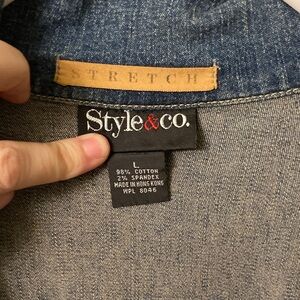 STRETCH
Style&co.
L
98% COTTON
2% SPANDEX
MADE IN HONG KONG
WPL 8046